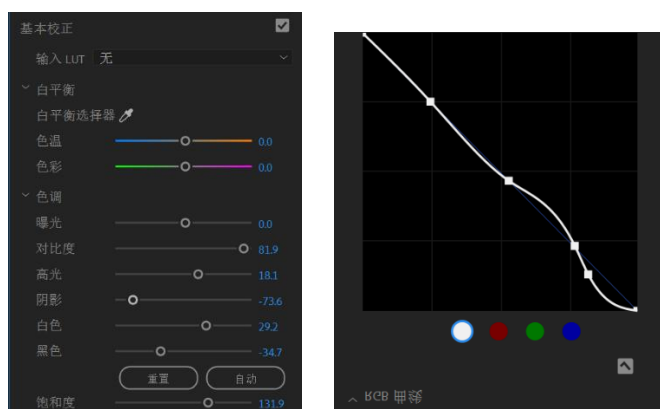 基本校正
输入 LUT 无
白平衡
白平衡选择器
色温 0.0
色彩 0.0
色调
曝光 0.0
对比度 81.9
高光 18.1
阴影 -73.6
白色 29.2
黑色 -34.7
重置 自动
饱和度 131.9
RGB 曲线